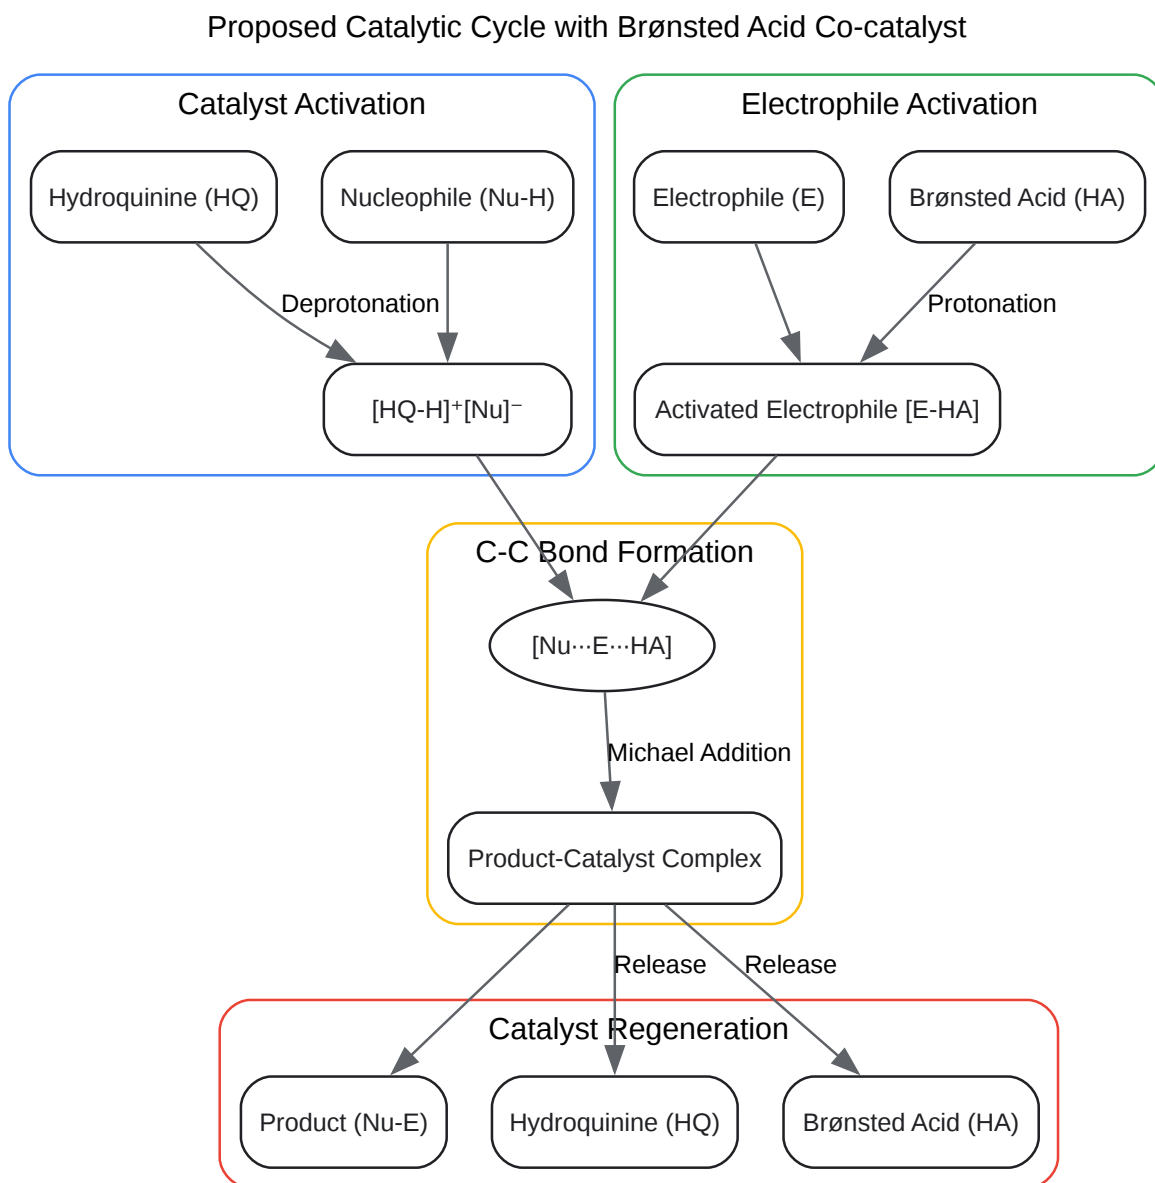 Proposed Catalytic Cycle with Brønsted Acid Co-catalyst
Catalyst Activation
Electrophile Activation
Hydroquinine (HQ)
Nucleophile (Nu-H)
Electrophile (E)
Brønsted Acid (HA)
Deprotonation
Protonation
[HQ-H]⁺[Nu]⁻
Activated Electrophile [E-HA]
C-C Bond Formation
[Nu···E···HA]
Michael Addition
Product-Catalyst Complex
Release
Release
Catalyst Regeneration
Product (Nu-E)
Hydroquinine (HQ)
Brønsted Acid (HA)